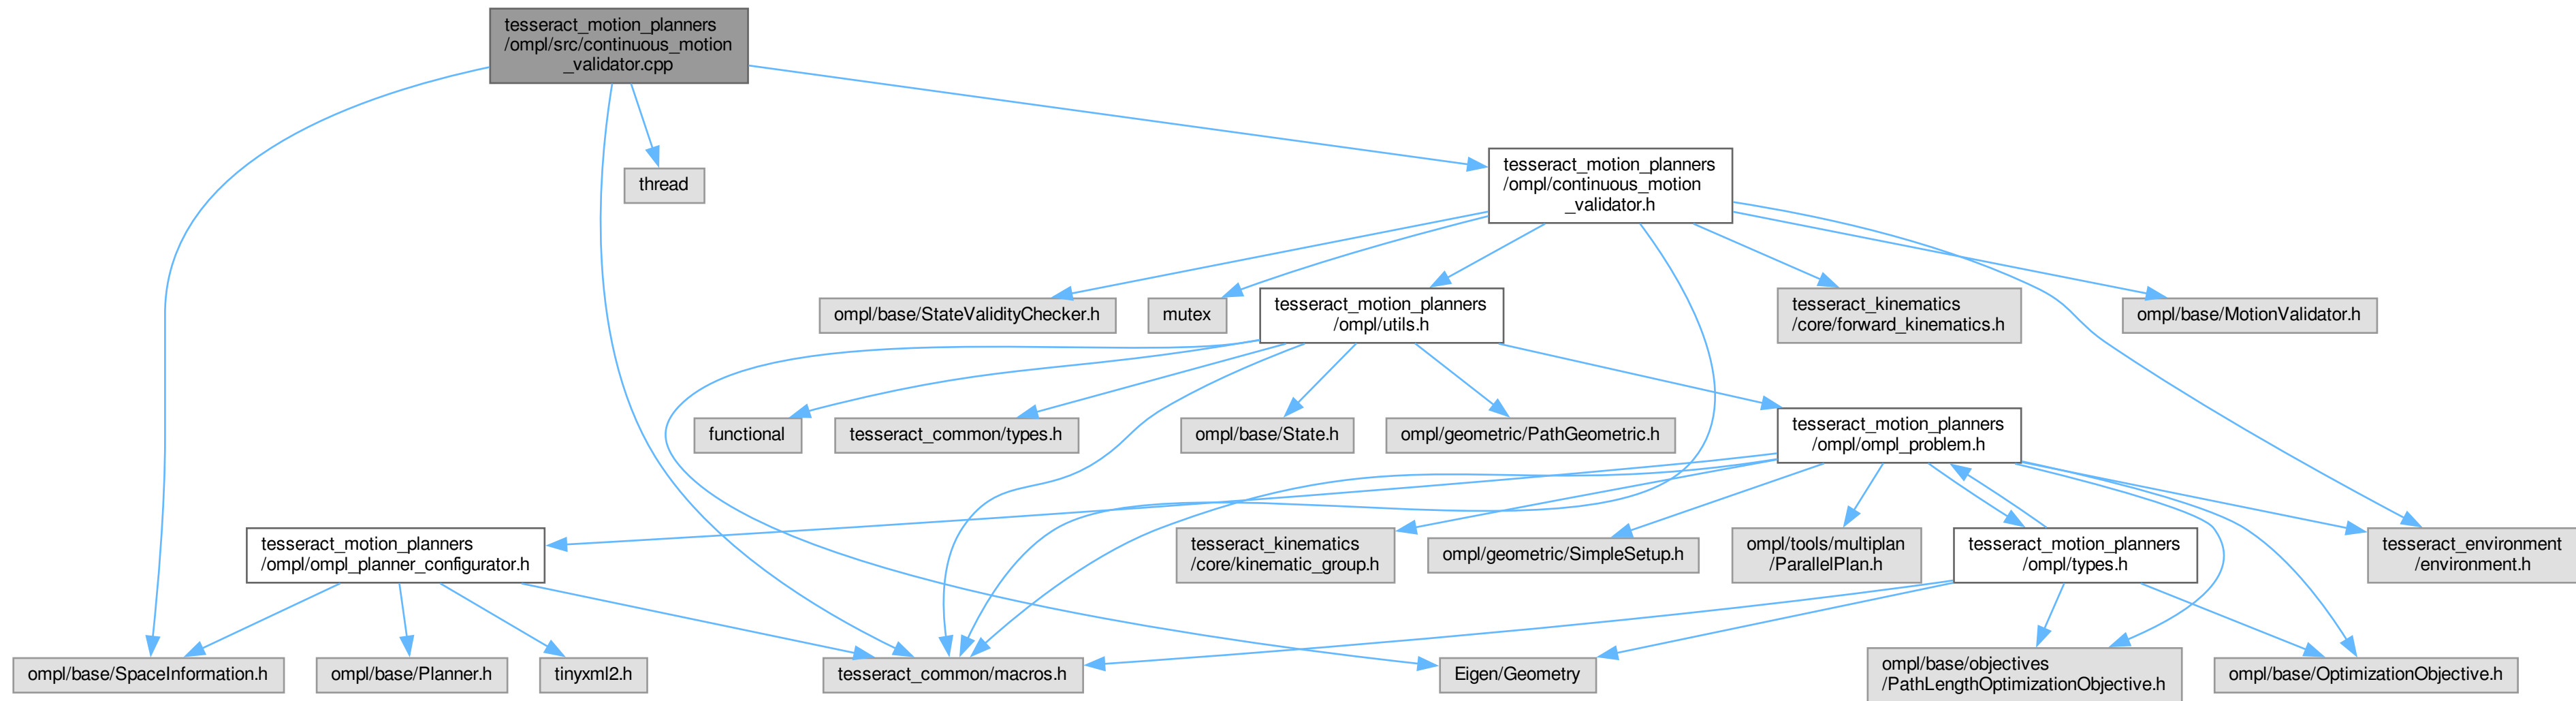 tesseract_motion_planners
/ompl/src/continuous_motion
_validator.cpp
thread
tesseract_motion_planners
/ompl/continuous_motion
_validator.h
ompl/base/StateValidityChecker.h
mutex
tesseract_motion_planners
/ompl/utils.h
tesseract_kinematics
/core/forward_kinematics.h
ompl/base/MotionValidator.h
functional
tesseract_common/types.h
ompl/base/State.h
ompl/geometric/PathGeometric.h
tesseract_motion_planners
/ompl/ompl_problem.h
tesseract_motion_planners
/ompl/ompl_planner_configurator.h
tesseract_kinematics
/core/kinematic_group.h
ompl/geometric/SimpleSetup.h
ompl/tools/multiplan
/ParallelPlan.h
tesseract_motion_planners
/ompl/types.h
tesseract_environment
/environment.h
ompl/base/SpaceInformation.h
ompl/base/Planner.h
tinyxml2.h
tesseract_common/macros.h
Eigen/Geometry
ompl/base/objectives
/PathLengthOptimizationObjective.h
ompl/base/OptimizationObjective.h